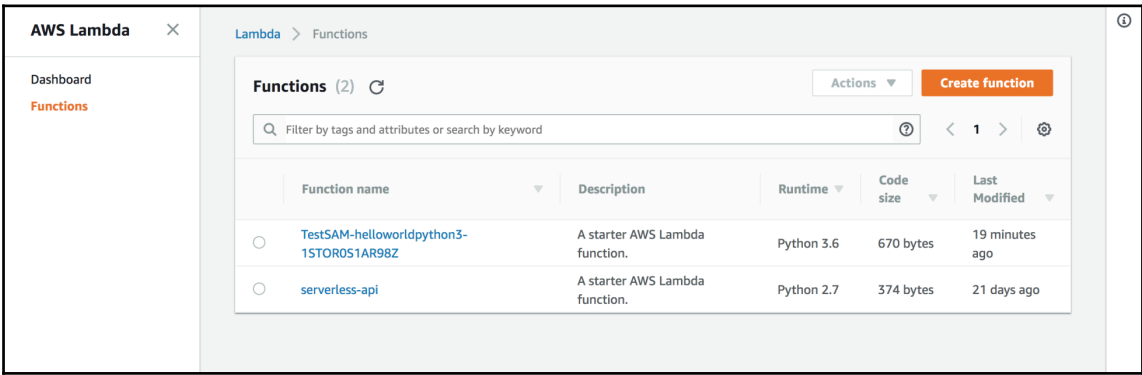 AWS Lambda
Dashboard
Functions
Lambda > Functions
Functions (2)
Actions
Create function
Filter by tags and attributes or search by keyword
< 1 >
Function name
Description
Runtime
Code
size
Last
Modified
TestSAM-helloworldpython3-
1STOR0S1AR98Z
A starter AWS Lambda
function.
Python 3.6
670 bytes
19 minutes
ago
serverless-api
A starter AWS Lambda
function.
Python 2.7
374 bytes
21 days ago